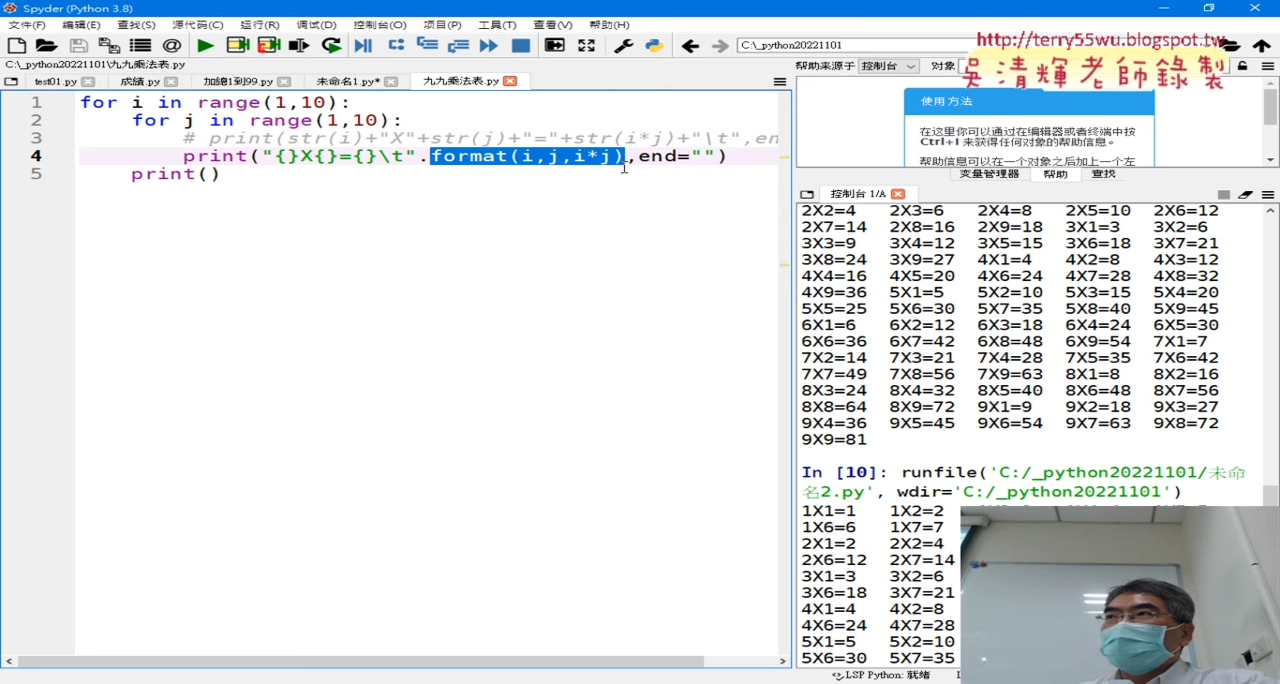 Spyder (Python 3.8)
文件(F) 编辑(E) 查找(S) 源代码(C) 运行(R) 调试(D) 控制台(O) 项目(P) 工具(T) 查看(V) 帮助(H)
C:\_python20221101
http://terry55wu.blogspot.tw
吳清輝老師錄製
C:\_python20221101\九九乘法表.py
帮助来源于 控制台 对象
test01.py 成績.py 加總1到99.py 未命名1.py* 九九乘法表.py
1 for i in range(1,10):
2 for j in range(1,10):
3 # print(str(i)+"X"+str(j)+"="+str(i*j)+"\t",en
4 print("{}X{}={}\t".format(i,j,i*j),end="")
5 print()
使用方法
在这里你可以通过在编辑器或者终端中按
Ctrl+I 来获得任何对象的帮助信息。
帮助信息可以在一个对象之后加上一个左
变量管理器 帮助 查找
控制台 1/A
2X2=4 2X3=6 2X4=8 2X5=10 2X6=12
2X7=14 2X8=16 2X9=18 3X1=3 3X2=6
3X3=9 3X4=12 3X5=15 3X6=18 3X7=21
3X8=24 3X9=27 4X1=4 4X2=8 4X3=12
4X4=16 4X5=20 4X6=24 4X7=28 4X8=32
4X9=36 5X1=5 5X2=10 5X3=15 5X4=20
5X5=25 5X6=30 5X7=35 5X8=40 5X9=45
6X1=6 6X2=12 6X3=18 6X4=24 6X5=30
6X6=36 6X7=42 6X8=48 6X9=54 7X1=7
7X2=14 7X3=21 7X4=28 7X5=35 7X6=42
7X7=49 7X8=56 7X9=63 8X1=8 8X2=16
8X3=24 8X4=32 8X5=40 8X6=48 8X7=56
8X8=64 8X9=72 9X1=9 9X2=18 9X3=27
9X4=36 9X5=45 9X6=54 9X7=63 9X8=72
9X9=81
In [10]: runfile('C:/_python20221101/未命
名2.py', wdir='C:/_python20221101')
1X1=1 1X2=2
1X6=6 1X7=7
2X1=2 2X2=4
2X6=12 2X7=14
3X1=3 3X2=6
3X6=18 3X7=21
4X1=4 4X2=8
4X6=24 4X7=28
5X1=5 5X2=10
5X6=30 5X7=35
LSP Python: 就绪